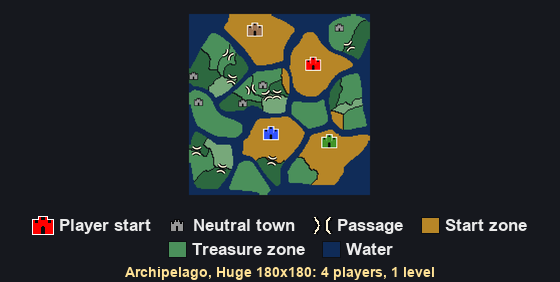 Player start Neutral town Passage Start zone
Treasure zone Water
Archipelago, Huge 180x180: 4 players, 1 level